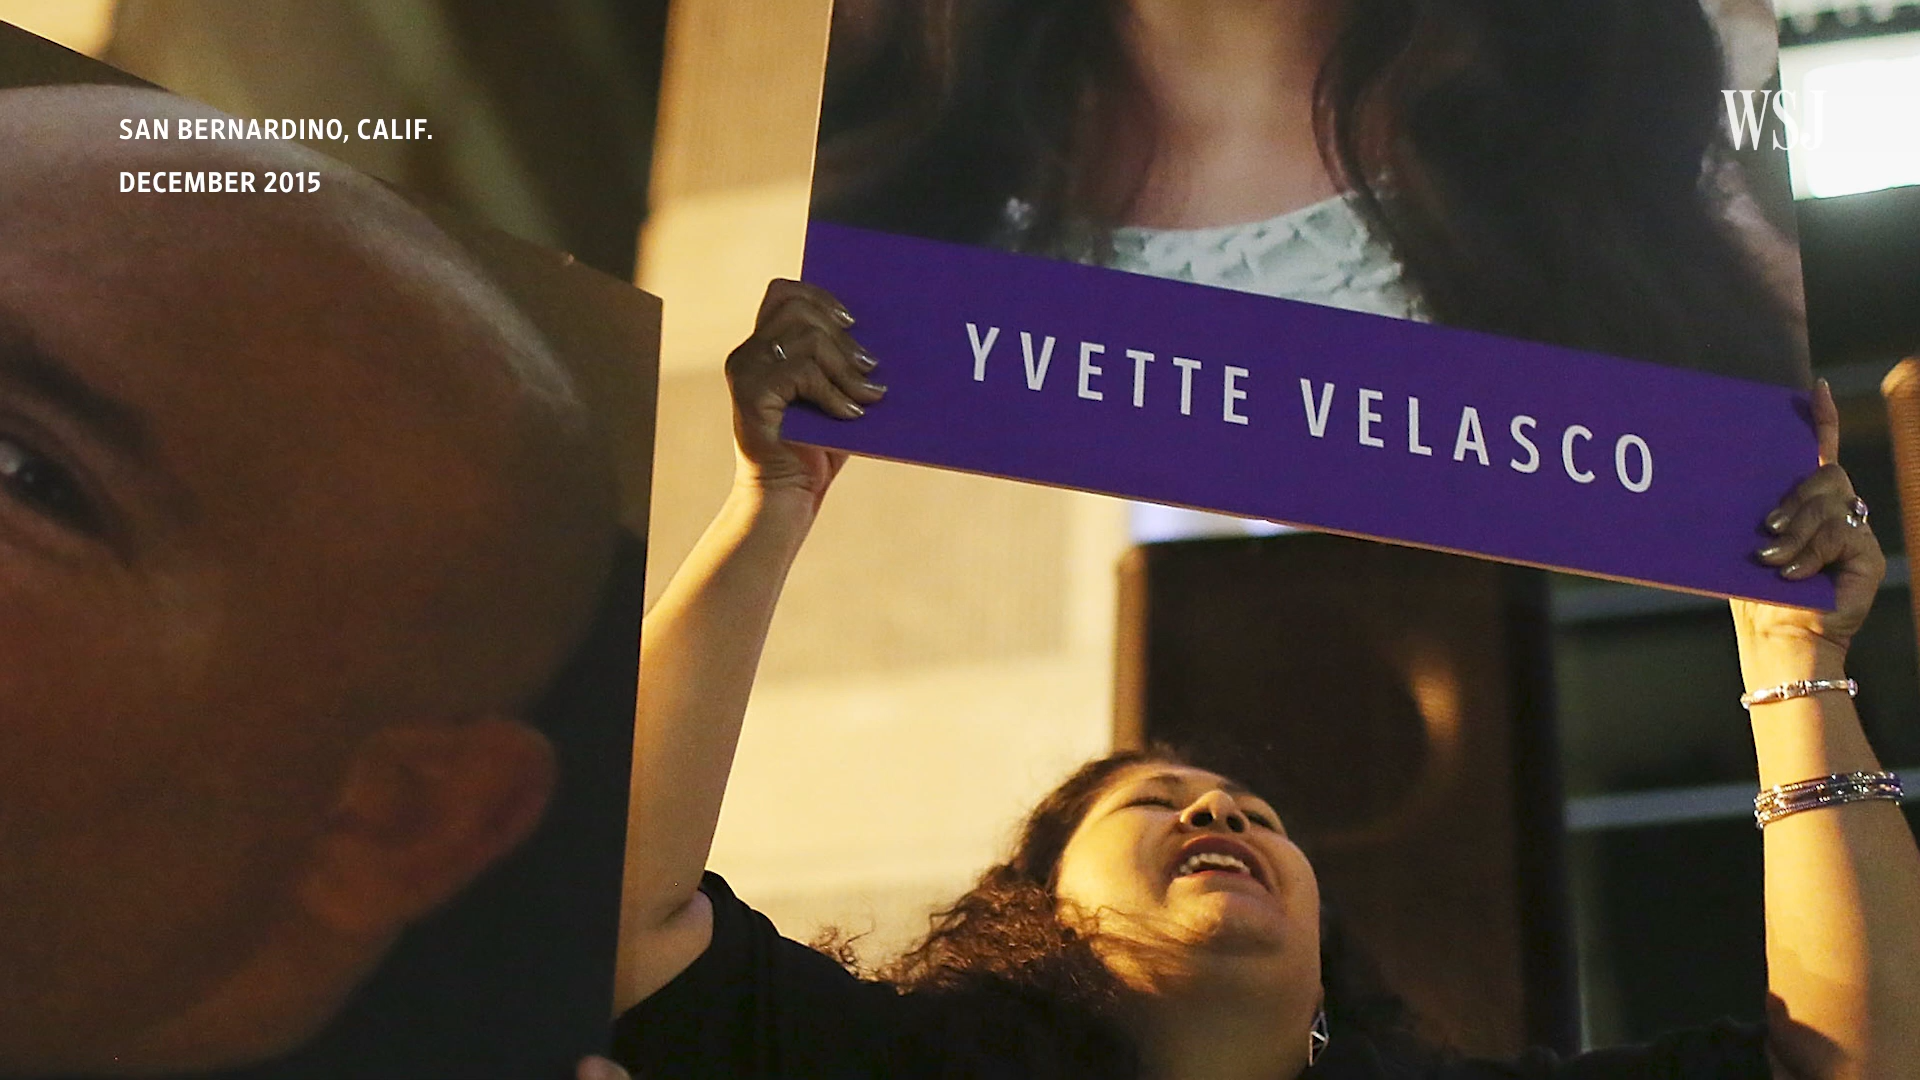 SAN BERNARDINO, CALIF.
DECEMBER 2015
WSJ
YVETTE VELASCO